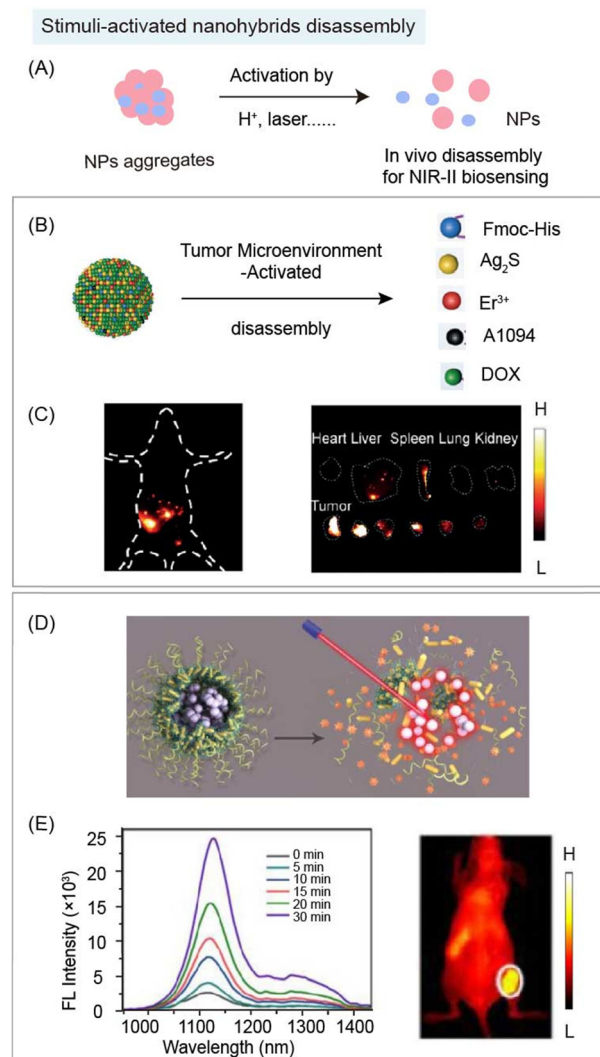 Stimuli-activated nanohybrids disassembly
(A)
Activation by
H⁺, laser......
NPs aggregates
NPs
In vivo disassembly
for NIR-II biosensing
(B)
Tumor Microenvironment
-Activated
disassembly
Fmoc-His
Ag₂S
Er³⁺
A1094
DOX
(C)
Heart Liver Spleen Lung Kidney
Tumor
H
L
(D)
(E)
FL Intensity (×10³)
25
20
15
10
5
0
0 min
5 min
10 min
15 min
20 min
30 min
1000 1100 1200 1300 1400
Wavelength (nm)
H
L